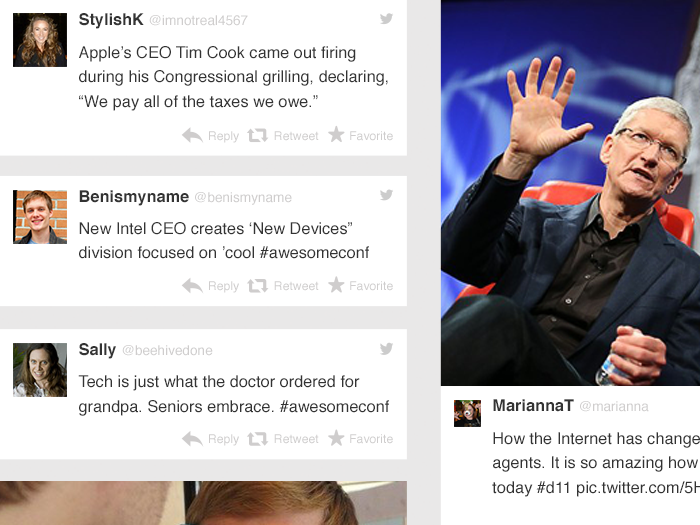 StylishK @imnotreal4567
Apple’s CEO Tim Cook came out firing
during his Congressional grilling, declaring,
“We pay all of the taxes we owe.”
Reply Retweet Favorite
Benismyname @benismyname
New Intel CEO creates ‘New Devices”
division focused on ’cool #awesomeconf
Reply Retweet Favorite
Sally @beehivedone
Tech is just what the doctor ordered for
grandpa. Seniors embrace. #awesomeconf
Reply Retweet Favorite
MariannaT @marianna
How the Internet has change
agents. It is so amazing how
today #d11 pic.twitter.com/5H